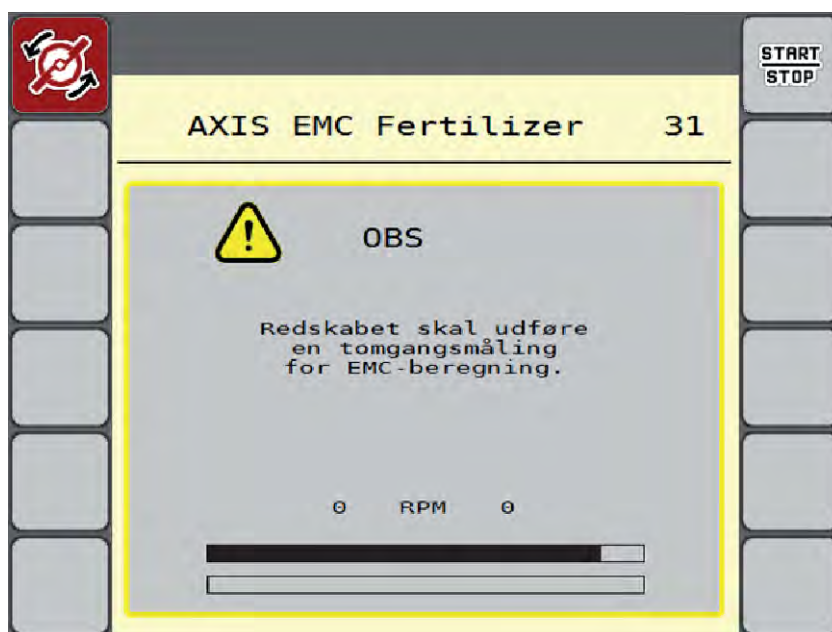 START
STOP
AXIS EMC Fertilizer 31
OBS
Redskabet skal udføre
en tomgangsmåling
for EMC-beregning.
0 RPM 0